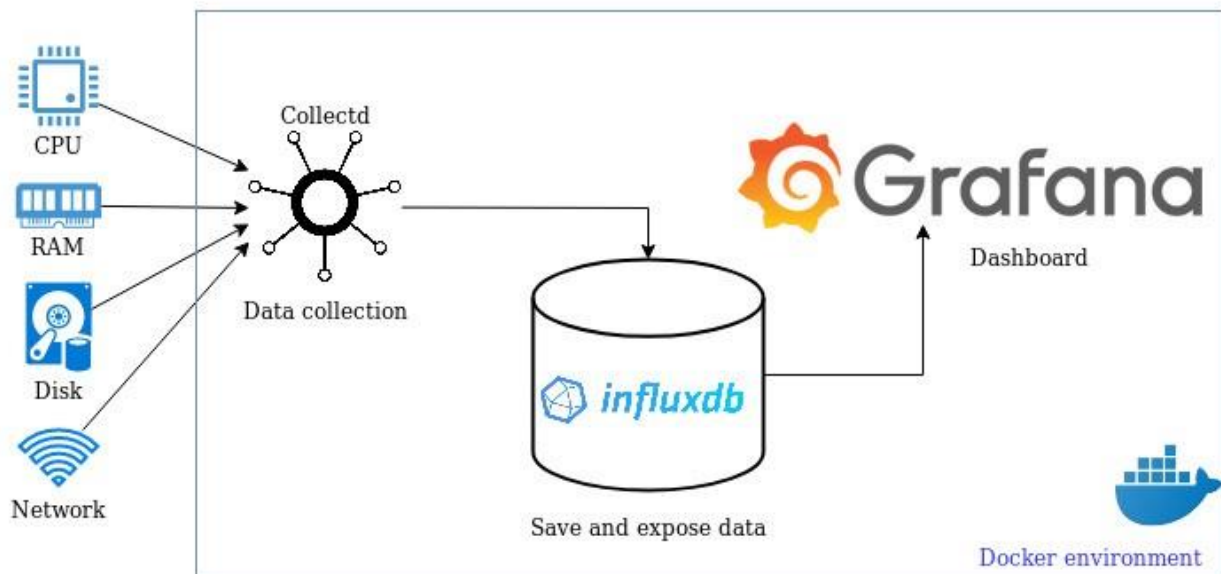 CPU
RAM
Disk
Network
Collectd
Data collection
influxdb
Save and expose data
Grafana
Dashboard
Docker environment